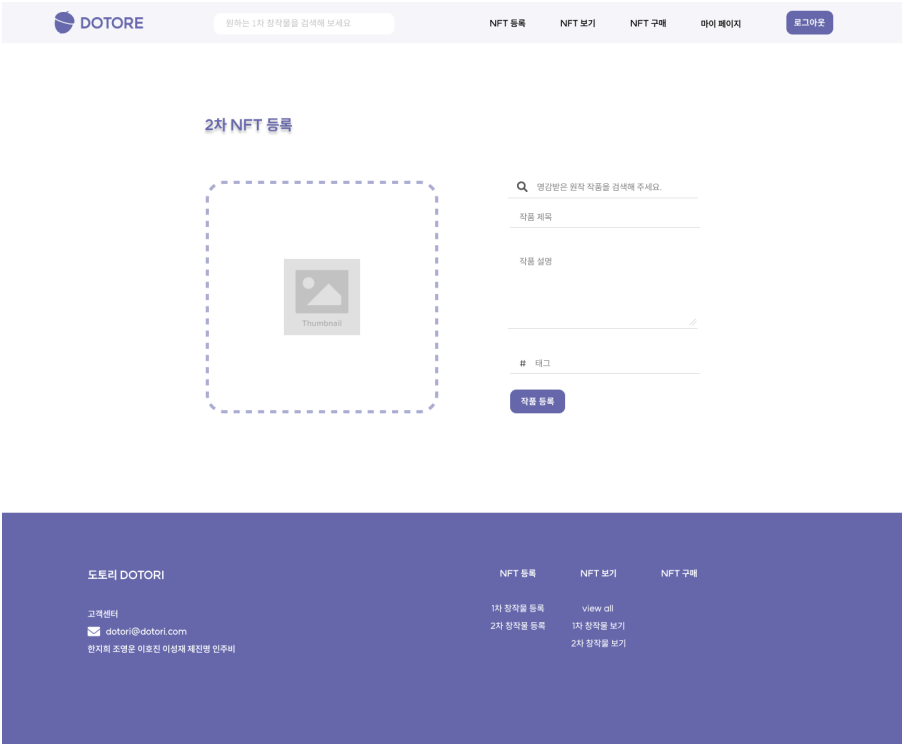 DOTORE
원하는 1차 창작물을 검색해 보세요
NFT 등록
NFT 보기
NFT 구매
마이 페이지
로그아웃
2차 NFT 등록
Thumbnail
영감받은 원작 작품을 검색해 주세요.
작품 제목
작품 설명
# 태그
작품 등록
도토리 DOTORI
고객센터
dotori@dotori.com
한지희 조영운 이호진 이성재 제진명 인주비
NFT 등록
1차 창작물 등록
2차 창작물 등록
NFT 보기
view all
1차 창작물 보기
2차 창작물 보기
NFT 구매